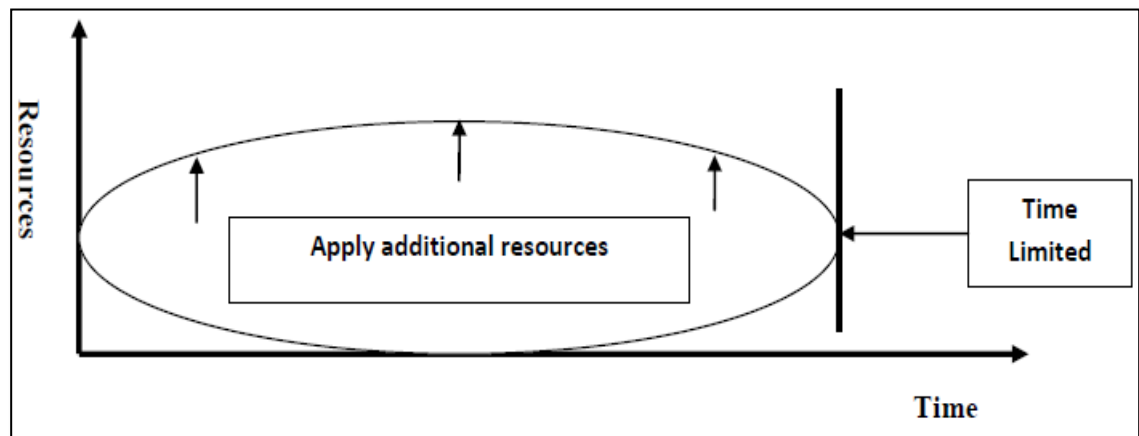 Resources
Apply additional resources
Time
Limited
Time